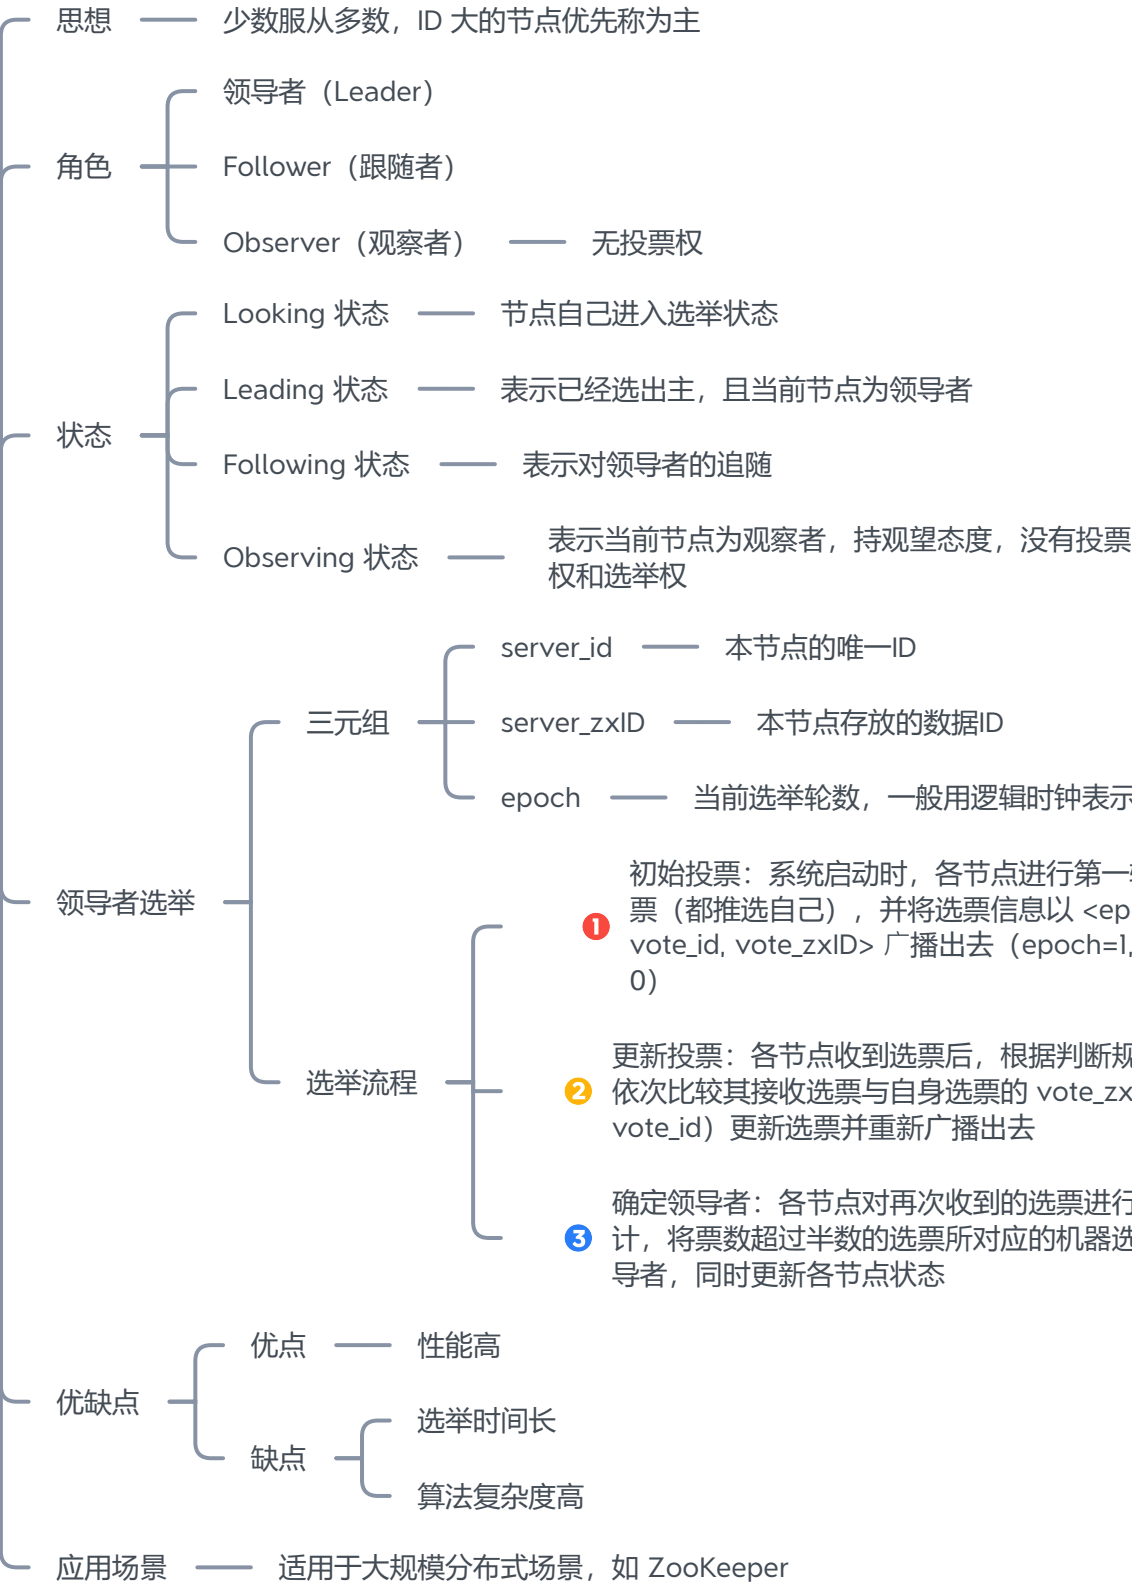 思想
少数服从多数，ID 大的节点优先称为主
角色
领导者（Leader）
Follower（跟随者）
Observer（观察者）
无投票权
状态
Looking 状态
节点自己进入选举状态
Leading 状态
表示已经选出主，且当前节点为领导者
Following 状态
表示对领导者的追随
Observing 状态
表示当前节点为观察者，持观望态度，没有投票
权和选举权
领导者选举
三元组
server_id
本节点的唯一ID
server_zxID
本节点存放的数据ID
epoch
当前选举轮数，一般用逻辑时钟表示
选举流程
1
初始投票：系统启动时，各节点进行第一
票（都推选自己），并将选票信息以 <ep
vote_id, vote_zxID> 广播出去（epoch=1,
0）
2
更新投票：各节点收到选票后，根据判断规
依次比较其接收选票与自身选票的 vote_zx
vote_id）更新选票并重新广播出去
3
确定领导者：各节点对再次收到的选票进行
计，将票数超过半数的选票所对应的机器选
导者，同时更新各节点状态
优缺点
优点
性能高
缺点
选举时间长
算法复杂度高
应用场景
适用于大规模分布式场景，如 ZooKeeper